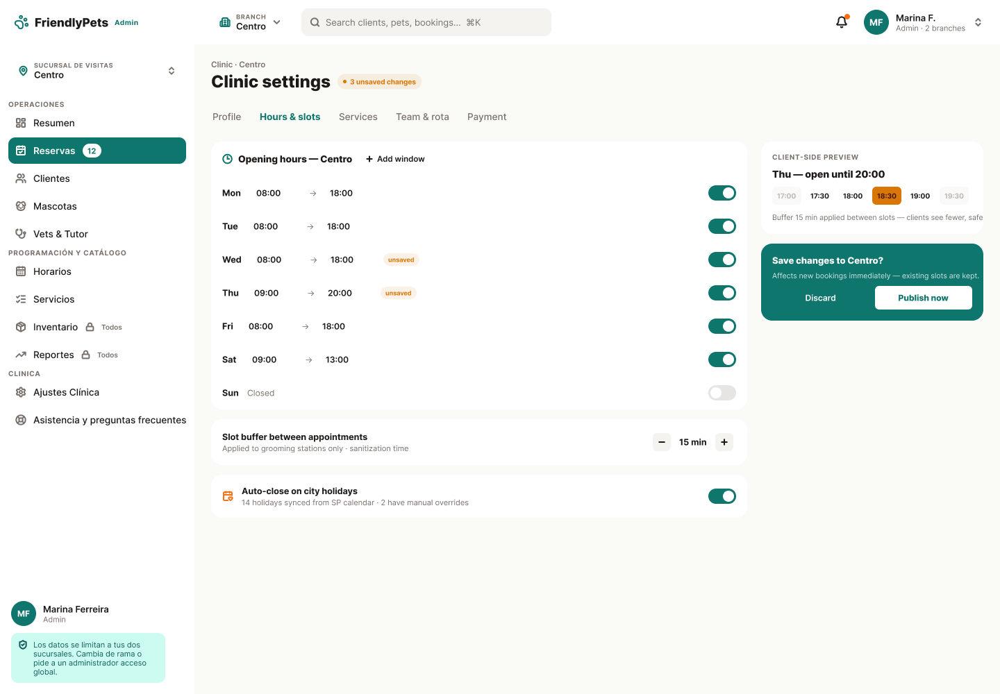 FriendlyPets Admin
BRANCH
Centro
Search clients, pets, bookings... ⌘K
MF
Marina F.
Admin · 2 branches
SUCURSAL DE VISITAS
Centro
OPERACIONES
Resumen
Reservas 12
Clientes
Mascotas
Vets & Tutor
PROGRAMACIÓN Y CATÁLOGO
Horarios
Servicios
Inventario Todos
Reportes Todos
CLINICA
Ajustes Clínica
Asistencia y preguntas frecuentes
MF
Marina Ferreira
Admin
Los datos se limitan a tus dos
sucursales. Cambia de rama o
pide a un administrador acceso
global.
Clinic · Centro
Clinic settings 3 unsaved changes
Profile Hours & slots Services Team & rota Payment
Opening hours — Centro + Add window
Mon 08:00 → 18:00
Tue 08:00 → 18:00
Wed 08:00 → 18:00 unsaved
Thu 09:00 → 20:00 unsaved
Fri 08:00 → 18:00
Sat 09:00 → 13:00
Sun Closed
Slot buffer between appointments
Applied to grooming stations only · sanitization time
− 15 min +
Auto-close on city holidays
14 holidays synced from SP calendar · 2 have manual overrides
CLIENT-SIDE PREVIEW
Thu — open until 20:00
17:00 17:30 18:00 18:30 19:00 19:30
Buffer 15 min applied between slots — clients see fewer, safe
Save changes to Centro?
Affects new bookings immediately — existing slots are kept.
Discard Publish now